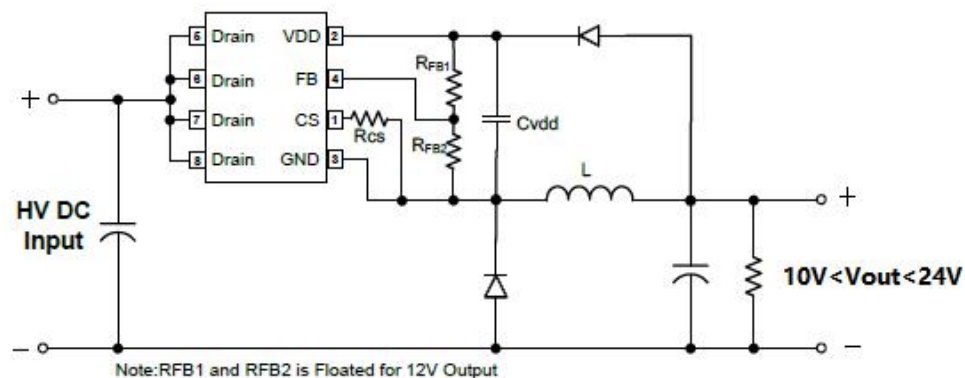 5 Drain VDD 2
6 Drain FB 4
7 Drain CS 1
8 Drain GND 3
RFB1
Rcs
RFB2
Cvdd
L
+
+
HV DC
Input
10V<Vout<24V
−
−
Note:RFB1 and RFB2 is Floated for 12V Output